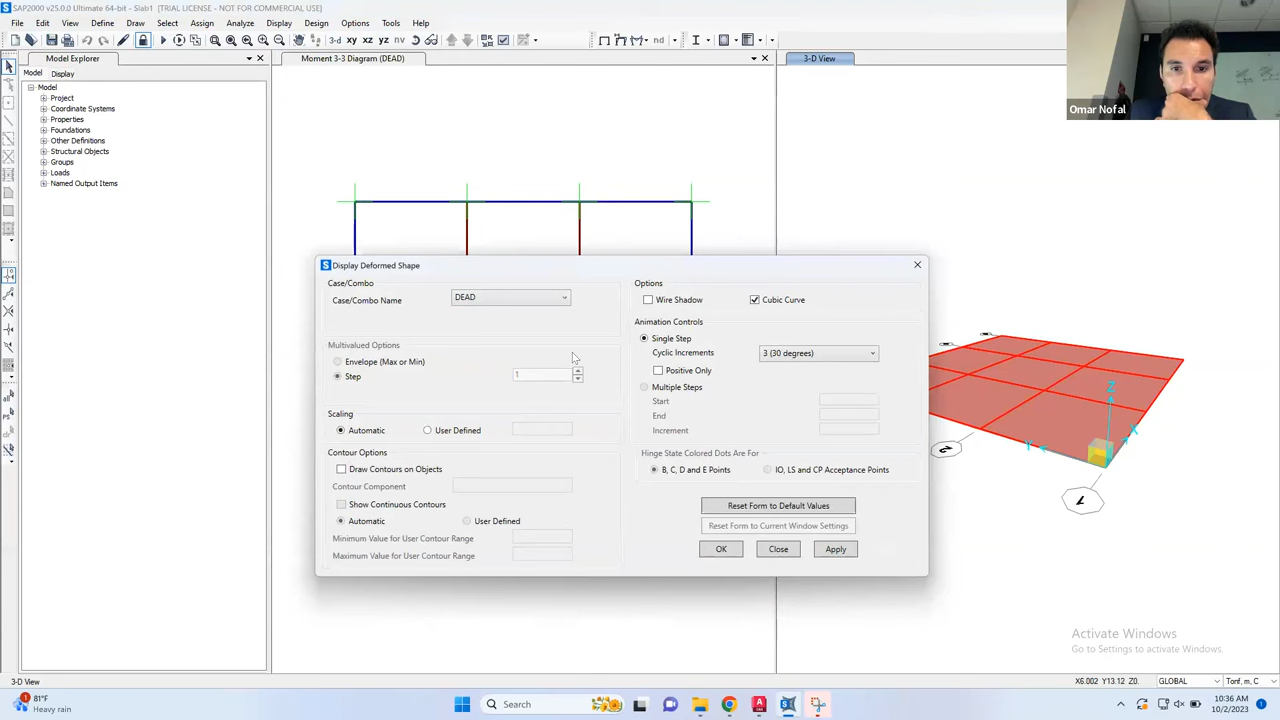 SAP2000 v25.0.0 Ultimate 64-bit - Slab1 [TRIAL LICENSE - NOT FOR COMMERCIAL USE]
File Edit View Define Draw Select Assign Analyze Display Design Options Tools Help
3-d xy xz yz nv nd
Model Explorer
Model Display
Model
Project
Coordinate Systems
Properties
Foundations
Other Definitions
Structural Objects
Groups
Loads
Named Output Items
Moment 3-3 Diagram (DEAD)
3-D View
Omar Nofal
Display Deformed Shape
Case/Combo
Case/Combo Name DEAD
Multivalued Options
Envelope (Max or Min)
Step 1
Scaling
Automatic User Defined
Contour Options
Draw Contours on Objects
Contour Component
Show Continuous Contours
Automatic User Defined
Minimum Value for User Contour Range
Maximum Value for User Contour Range
Options
Wire Shadow Cubic Curve
Animation Controls
Single Step
Cyclic Increments 3 (30 degrees)
Positive Only
Multiple Steps
Start
End
Increment
Hinge State Colored Dots Are For
B, C, D and E Points IO, LS and CP Acceptance Points
Reset Form to Default Values
Reset Form to Current Window Settings
OK Close Apply
Z
X
Y
2
1
Activate Windows
Go to Settings to activate Windows.
3-D View
X6.002 Y13.12 Z0.
GLOBAL
Tonf, m, C
81°F
Heavy rain
Search
10:36 AM
10/2/2023